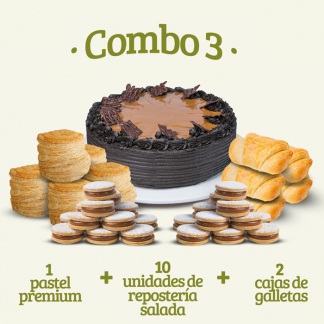 · Combo 3 ·
1
pastel
premium
+
10
unidades de
repostería
salada
+
2
cajas de
galletas